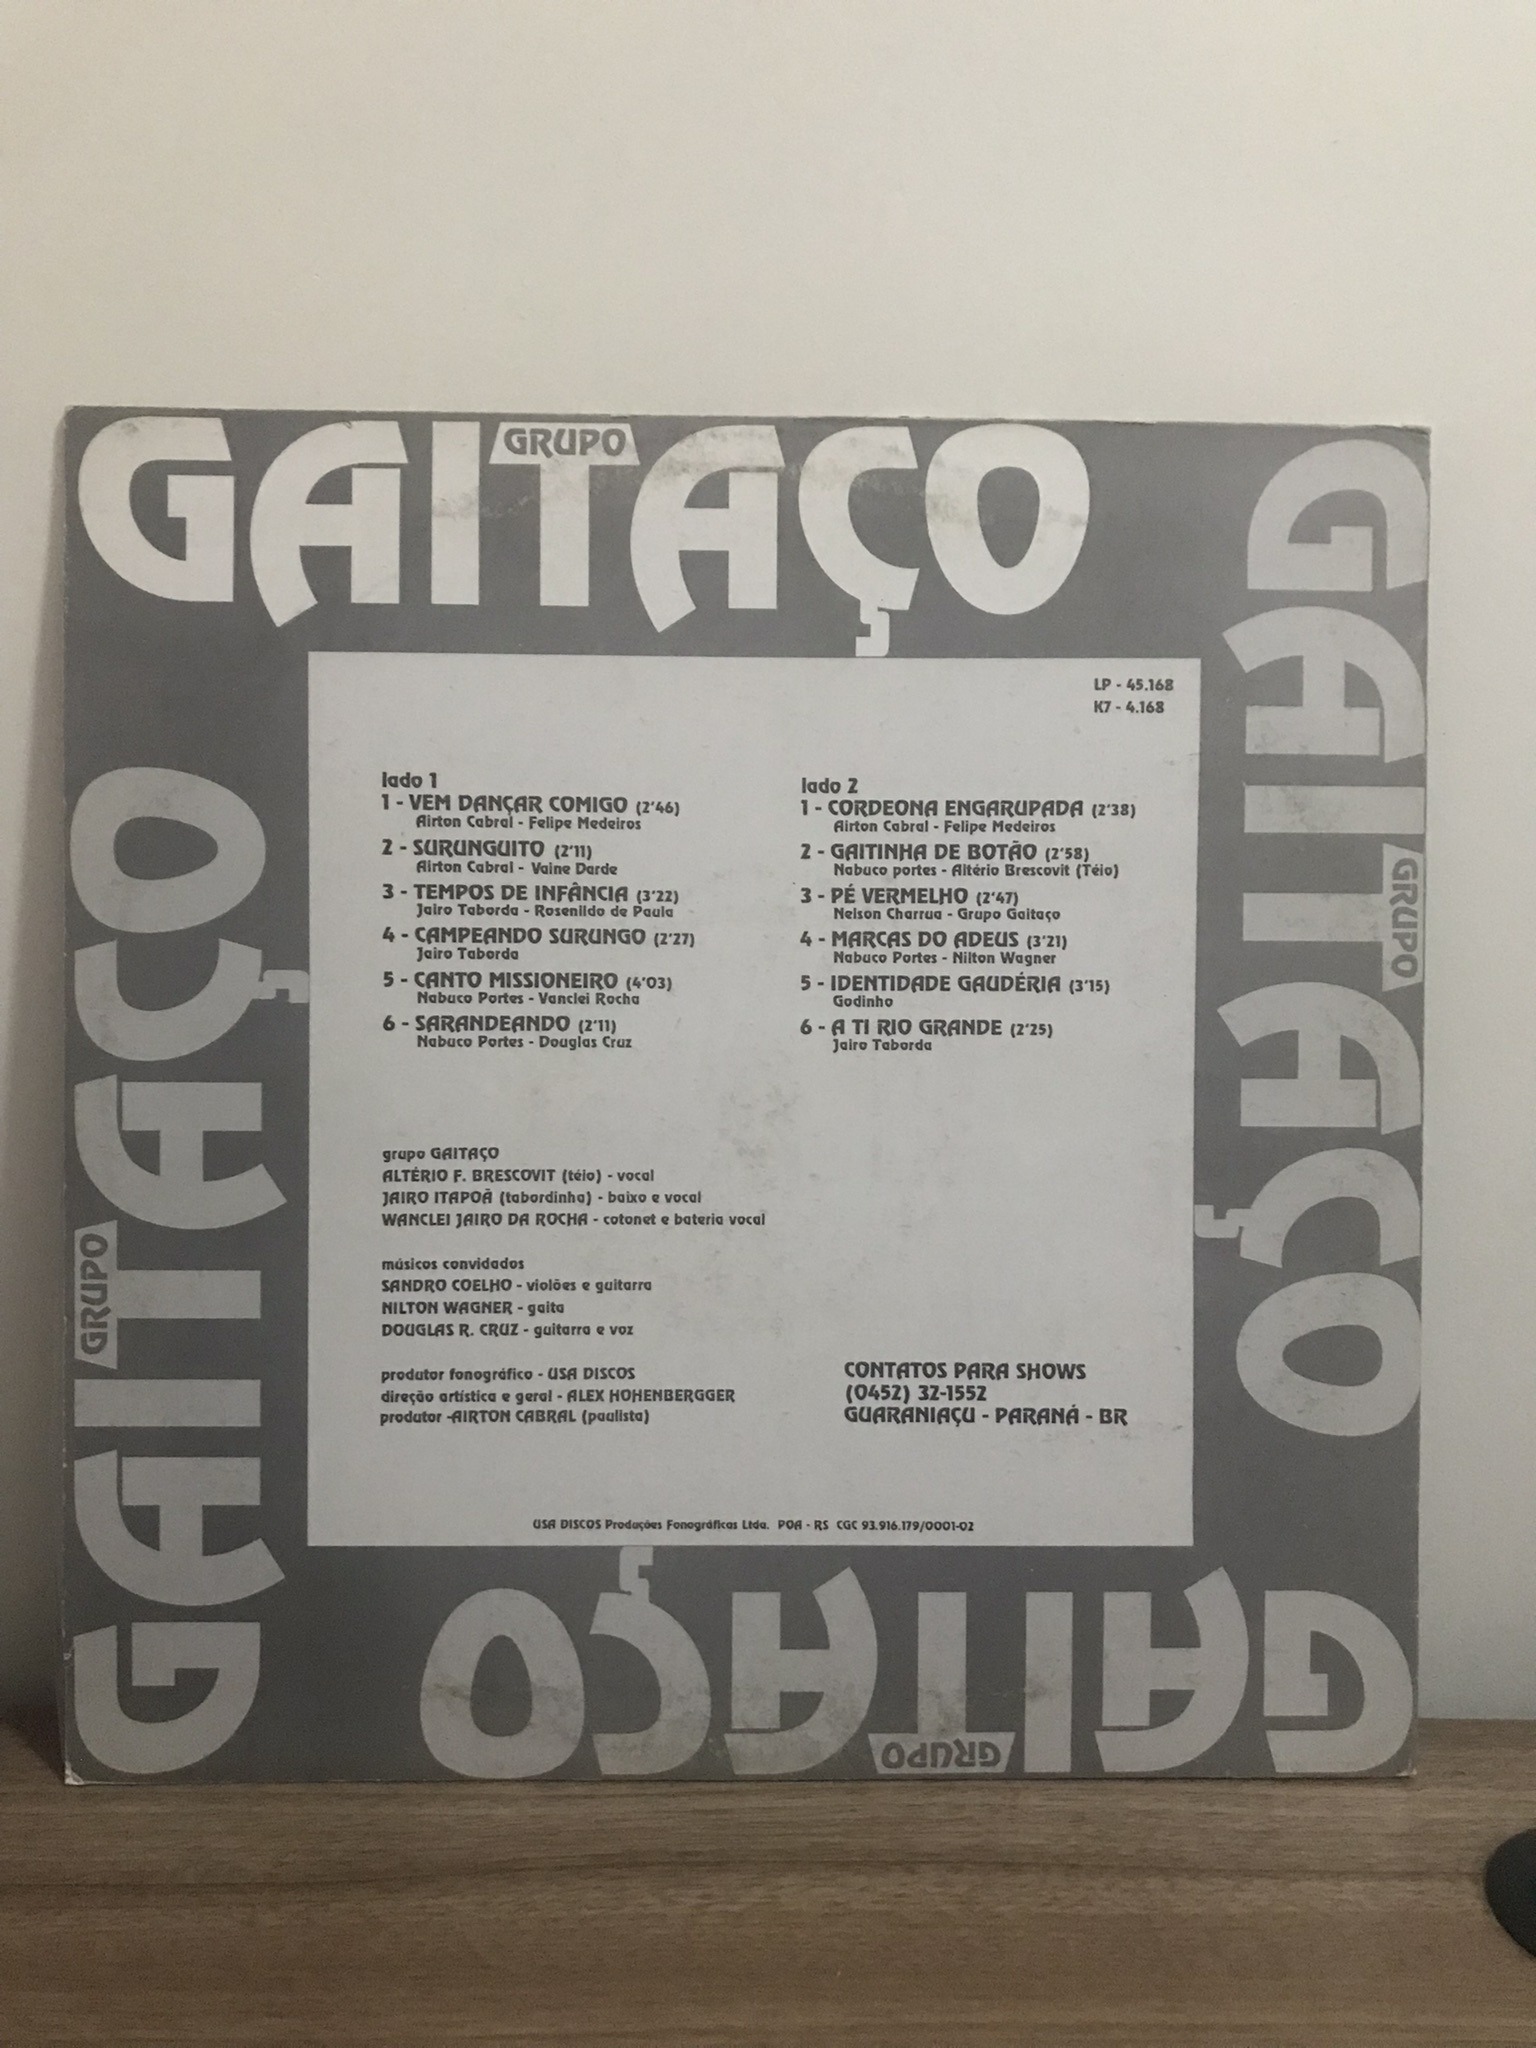 GRUPO
GAITAÇO
GRUPO
GAITAÇO
GRUPO
GAITAÇO
GRUPO
GAITAÇO
LP - 45.168
K7 - 4.168
lado 1
1 - VEM DANÇAR COMIGO (2'46)
Airton Cabral - Felipe Medeiros
2 - SURUNGUITO (2'11)
Airton Cabral - Vaine Darde
3 - TEMPOS DE INFÂNCIA (3'22)
Jairo Taborda - Rosenildo de Paula
4 - CAMPEANDO SURUNGO (2'27)
Jairo Taborda
5 - CANTO MISSIONEIRO (4'03)
Nabuco Portes - Vanclei Rocha
6 - SARANDEANDO (2'11)
Nabuco Portes - Douglas Cruz
lado 2
1 - CORDEONA ENGARUPADA (2'38)
Airton Cabral - Felipe Medeiros
2 - GAITINHA DE BOTÃO (2'58)
Nabuco portes - Altério Brescovit (Téio)
3 - PÉ VERMELHO (2'47)
Nelson Charrua - Grupo Gaitaço
4 - MARCAS DO ADEUS (3'21)
Nabuco Portes - Nilton Wagner
5 - IDENTIDADE GAUDÉRIA (3'15)
Godinho
6 - A TI RIO GRANDE (2'25)
Jairo Taborda
grupo GAITAÇO
ALTÉRIO F. BRESCOVIT (téio) - vocal
JAIRO ITAPOÃ (tabordinha) - baixo e vocal
WANCLEI JAIRO DA ROCHA - cotonet e bateria vocal
músicos convidados
SANDRO COELHO - violões e guitarra
NILTON WAGNER - gaita
DOUGLAS R. CRUZ - guitarra e voz
produtor fonográfico - USA DISCOS
direção artística e geral - ALEX HOHENBERGGER
produtor -AIRTON CABRAL (paulista)
CONTATOS PARA SHOWS
(0452) 32-1552
GUARANIAÇU - PARANÁ - BR
USA DISCOS Produções Fonográficas Ltda. POA - RS CGC 93.916.179/0001-02